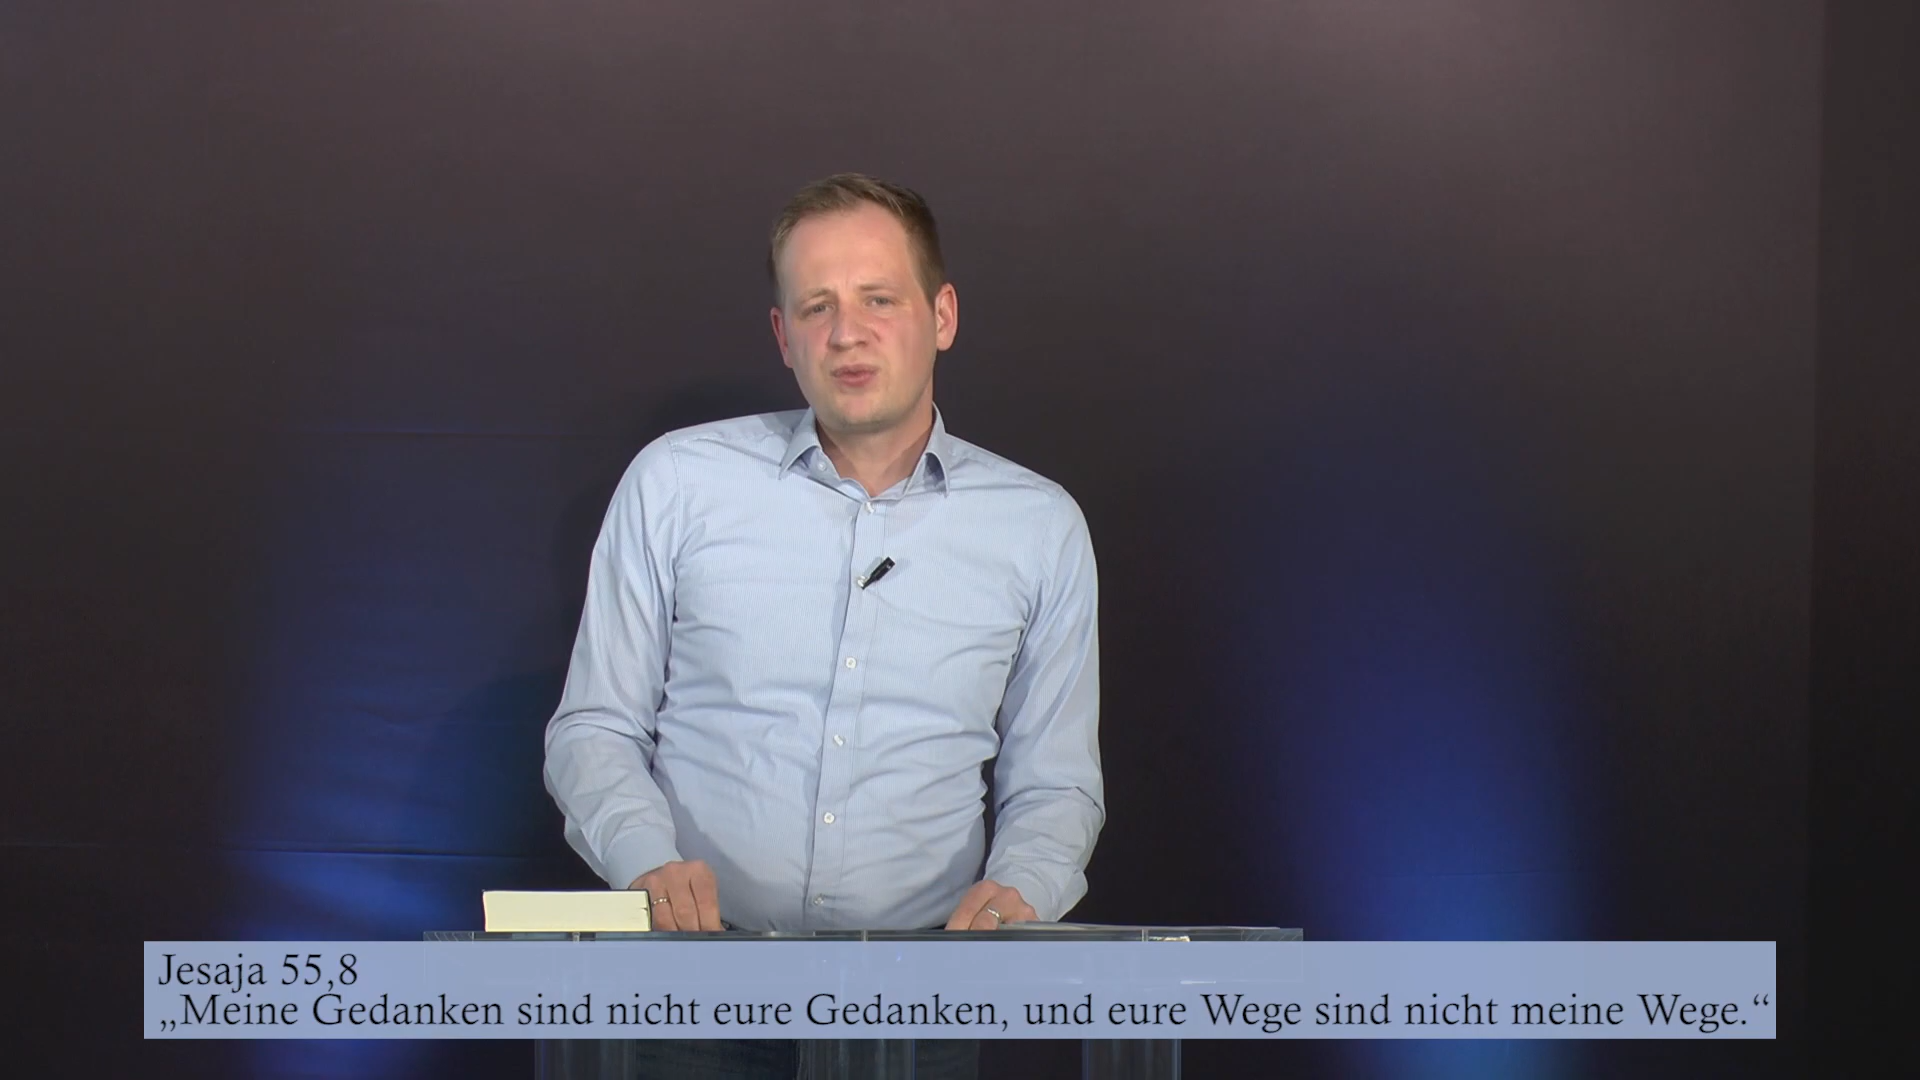 Jesaja 55,8
„Meine Gedanken sind nicht eure Gedanken, und eure Wege sind nicht meine Wege.“